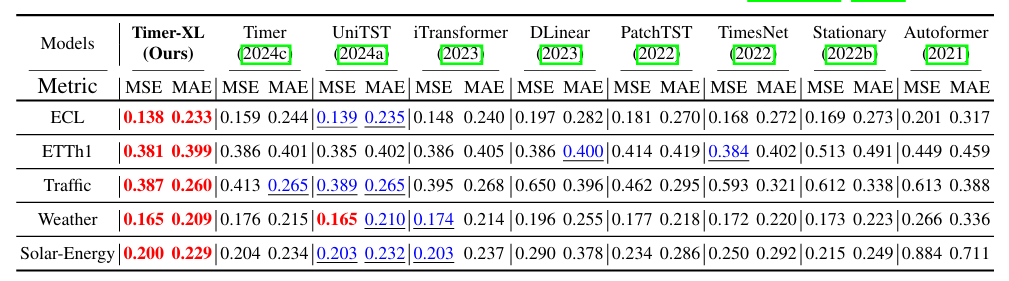 Models Timer-XL (Ours) Timer (2024c) UniTST (2024a) iTransformer (2023) DLinear (2023) PatchTST (2022) TimesNet (2022) Stationary (2022b) Autoformer (2021)
Metric MSE MAE MSE MAE MSE MAE MSE MAE MSE MAE MSE MAE MSE MAE MSE MAE MSE MAE
ECL 0.138 0.233 0.159 0.244 0.139 0.235 0.148 0.240 0.197 0.282 0.181 0.270 0.168 0.272 0.169 0.273 0.201 0.317
ETTh1 0.381 0.399 0.386 0.401 0.385 0.402 0.386 0.405 0.386 0.400 0.414 0.419 0.384 0.402 0.513 0.491 0.449 0.459
Traffic 0.387 0.260 0.413 0.265 0.389 0.265 0.395 0.268 0.650 0.396 0.462 0.295 0.593 0.321 0.612 0.338 0.613 0.388
Weather 0.165 0.209 0.176 0.215 0.165 0.210 0.174 0.214 0.196 0.255 0.177 0.218 0.172 0.220 0.173 0.223 0.266 0.336
Solar-Energy 0.200 0.229 0.204 0.234 0.203 0.232 0.203 0.237 0.290 0.378 0.234 0.286 0.250 0.292 0.215 0.249 0.884 0.711